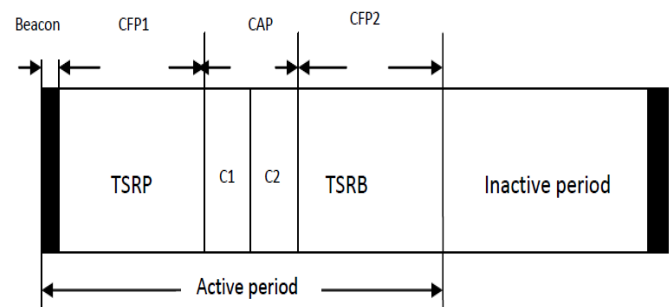 Beacon CFP1 CAP CFP2
TSRP C1 C2 TSRB Inactive period
Active period